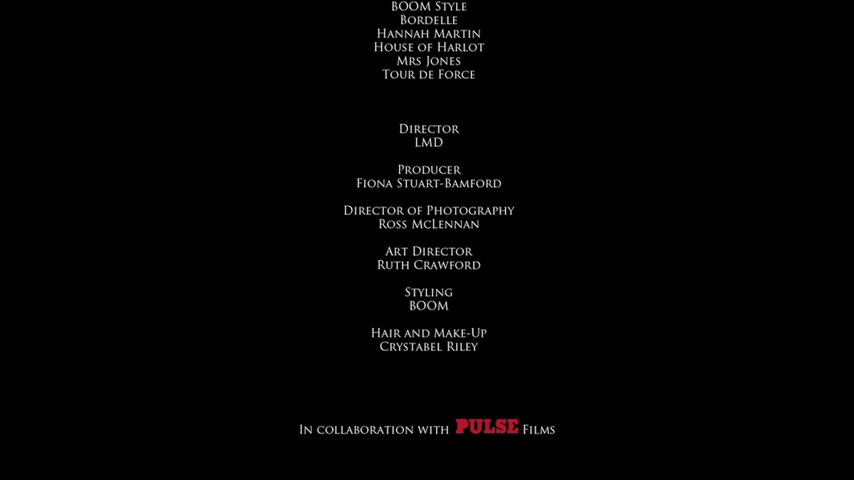 BOOM Style
Bordelle
Hannah Martin
House of Harlot
Mrs Jones
Tour de Force
Director
LMD
Producer
Fiona Stuart-Bamford
Director of Photography
Ross McLennan
Art Director
Ruth Crawford
Styling
BOOM
Hair and Make-Up
Crystabel Riley
In collaboration with PULSE Films